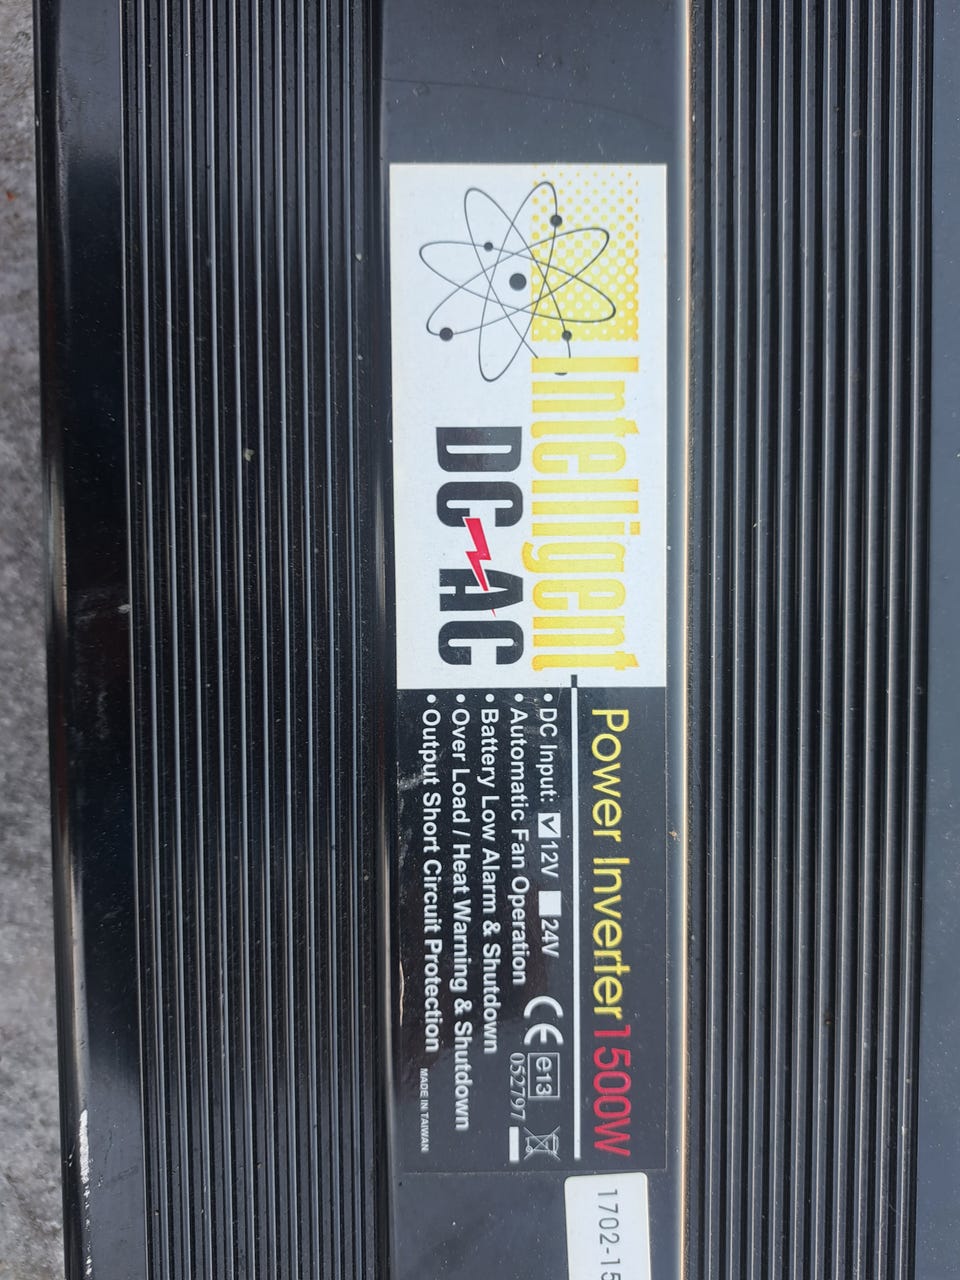 Intelligent
DC AC
Power Inverter 1500W
• DC Input: ☑ 12V ☐ 24V
• Automatic Fan Operation
• Battery Low Alarm & Shutdown
• Over Load / Heat Warning & Shutdown
• Output Short Circuit Protection
CE e13
052797
MADE IN TAIWAN
1702-15